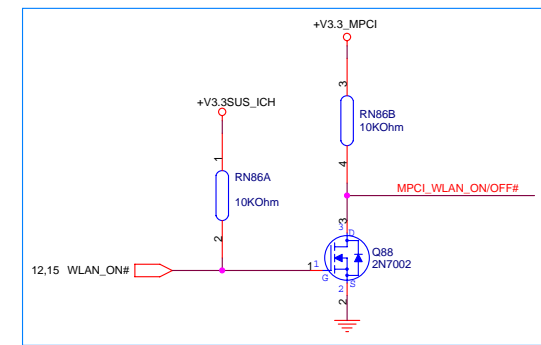 +V3.3_MPCI
3
+V3.3SUS_ICH
RN86B
10KOhm
1
4
RN86A
10KOhm
MPCI_WLAN_ON/OFF#
2
3
3 D
Q88
2N7002
12,15 WLAN_ON#
1 1
G
S
2
2